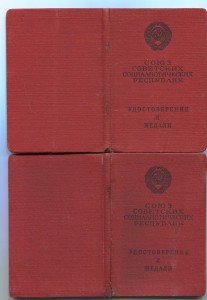 СОЮЗ
СОВЕТСКИХ
СОЦИАЛИСТИЧЕСКИХ
РЕСПУБЛИК
УДОСТОВЕРЕНИЕ
К
МЕДАЛИ
СОЮЗ
СОВЕТСКИХ
СОЦИАЛИСТИЧЕСКИХ
РЕСПУБЛИК
УДОСТОВЕРЕНИЕ
К
МЕДАЛИ